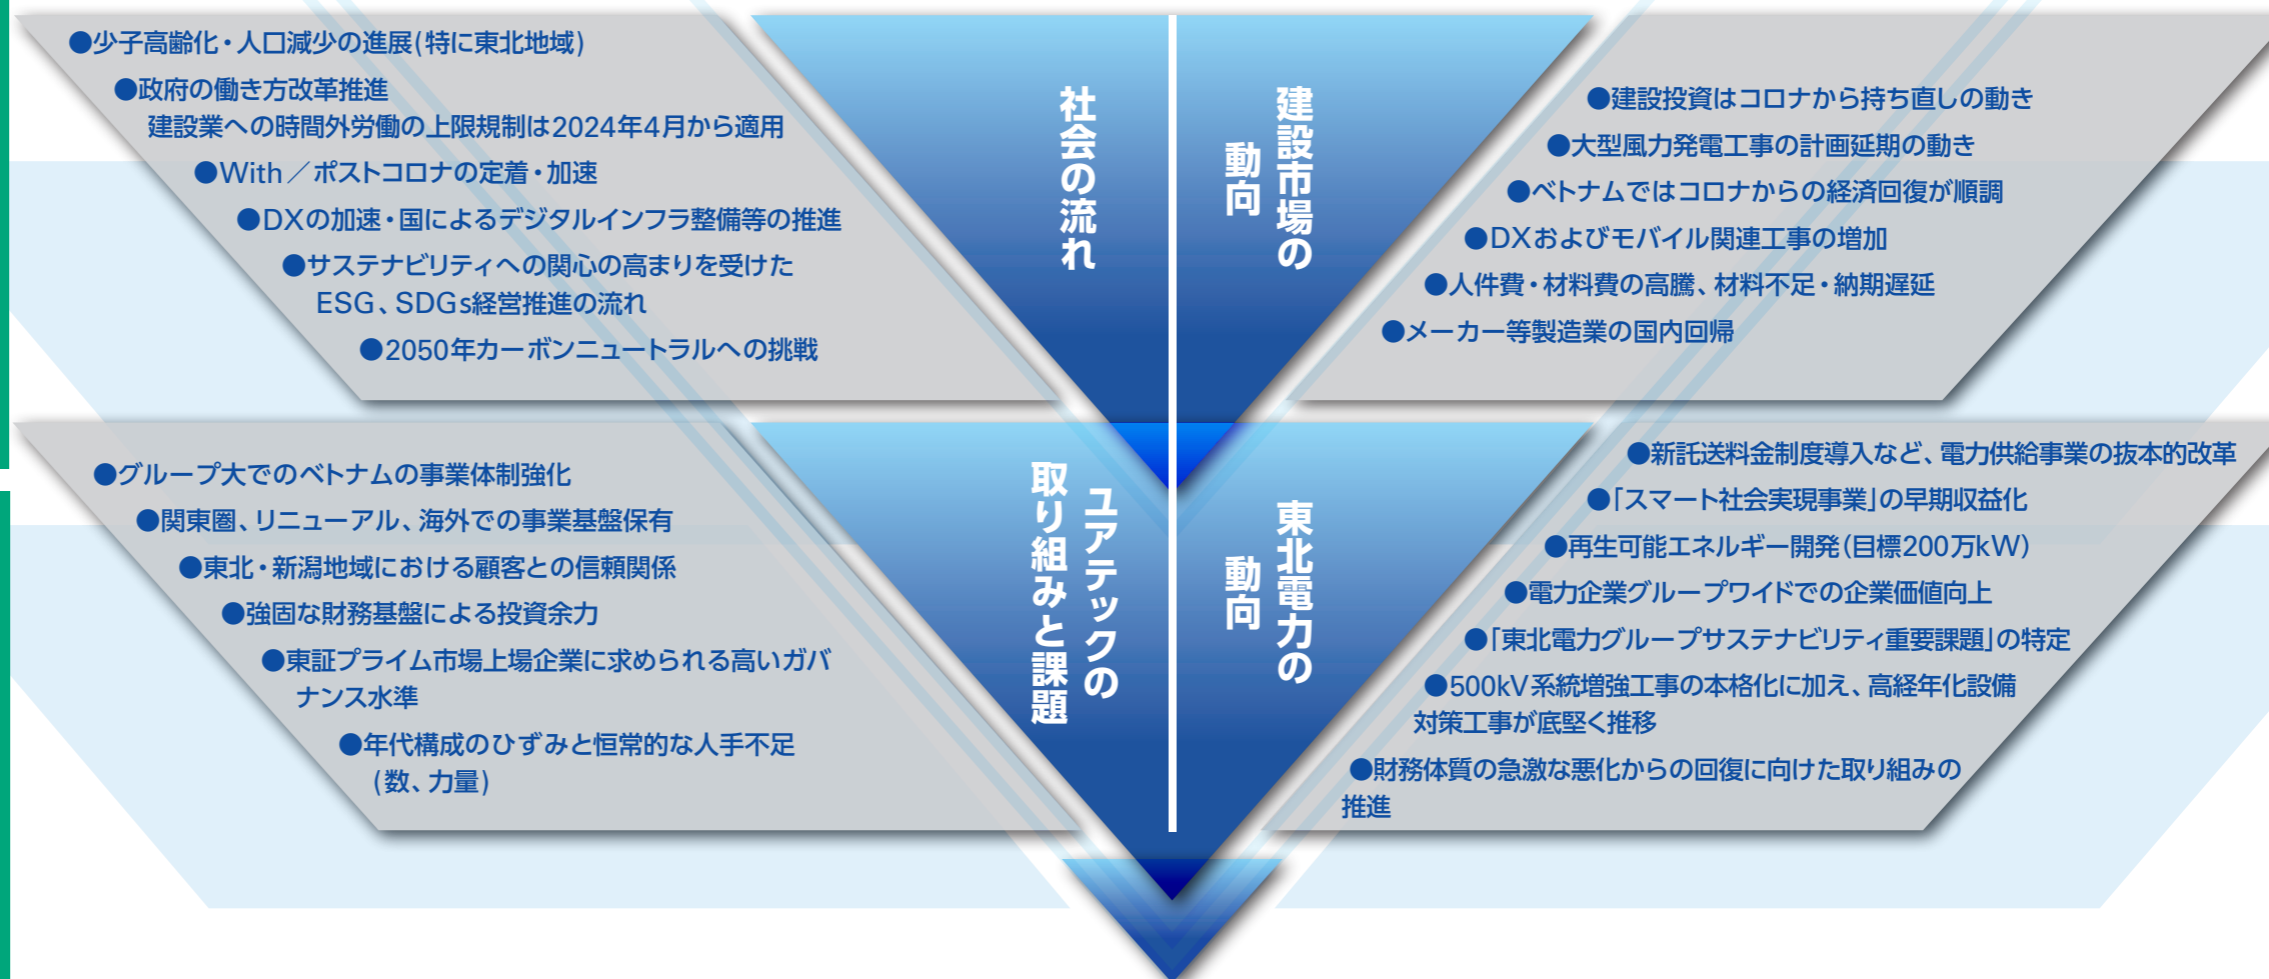 ●少子高齢化・人口減少の進展(特に東北地域)
●政府の働き方改革推進
建設業への時間外労働の上限規制は2024年4月から適用
●With／ポストコロナの定着・加速
●DXの加速・国によるデジタルインフラ整備等の推進
●サステナビリティへの関心の高まりを受けた
ESG、SDGs経営推進の流れ
●2050年カーボンニュートラルへの挑戦
社会の流れ
建設市場の
動向
●建設投資はコロナから持ち直しの動き
●大型風力発電工事の計画延期の動き
●ベトナムではコロナからの経済回復が順調
●DXおよびモバイル関連工事の増加
●人件費・材料費の高騰、材料不足・納期遅延
●メーカー等製造業の国内回帰
●グループ大でのベトナムの事業体制強化
●関東圏、リニューアル、海外での事業基盤保有
●東北・新潟地域における顧客との信頼関係
●強固な財務基盤による投資余力
●東証プライム市場上場企業に求められる高いガバ
ナンス水準
●年代構成のひずみと恒常的な人手不足
(数、力量)
ユアテックの
取り組みと課題
東北電力の
動向
●新託送料金制度導入など、電力供給事業の抜本的改革
●「スマート社会実現事業」の早期収益化
●再生可能エネルギー開発(目標200万kW)
●電力企業グループワイドでの企業価値向上
●「東北電力グループサステナビリティ重要課題」の特定
●500kV系統増強工事の本格化に加え、高経年化設備
対策工事が底堅く推移
●財務体質の急激な悪化からの回復に向けた取り組みの
推進